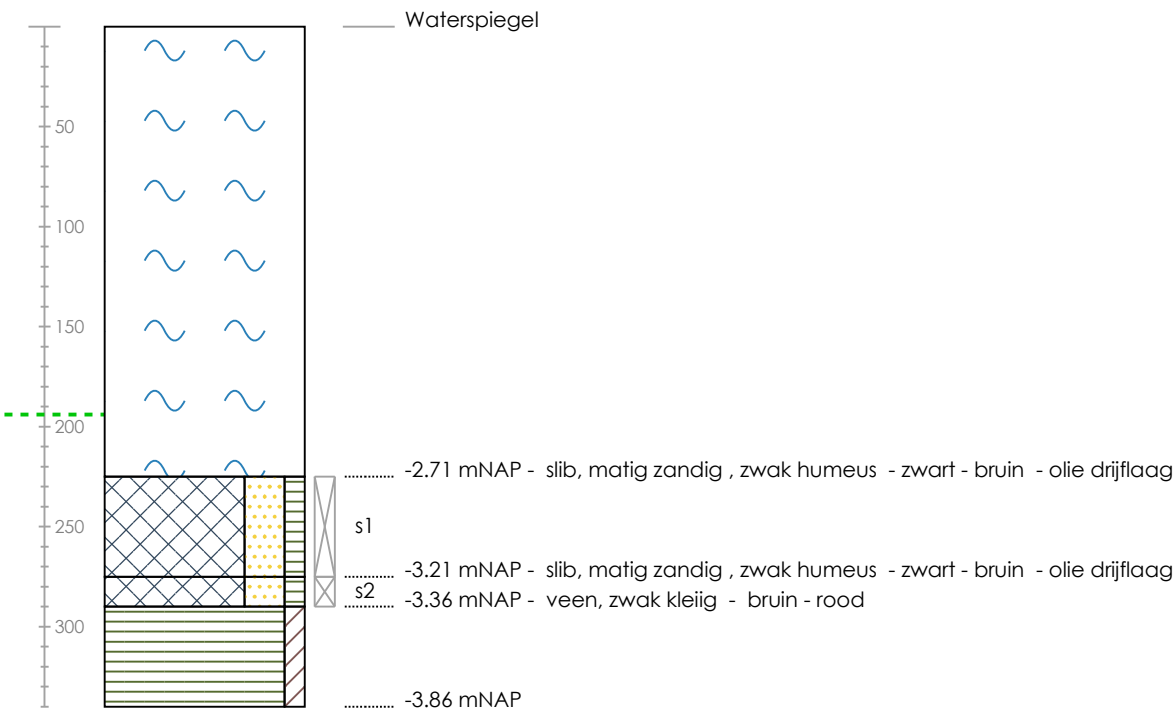 Waterspiegel
50
100
150
200
-2.71 mNAP - slib, matig zandig , zwak humeus - zwart - bruin - olie drijflaag
250
s1
-3.21 mNAP - slib, matig zandig , zwak humeus - zwart - bruin - olie drijflaag
s2
-3.36 mNAP - veen, zwak kleiig - bruin - rood
300
-3.86 mNAP